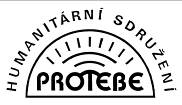 HUMANITÁRNÍ SDRUŽENÍ
PROTEBE